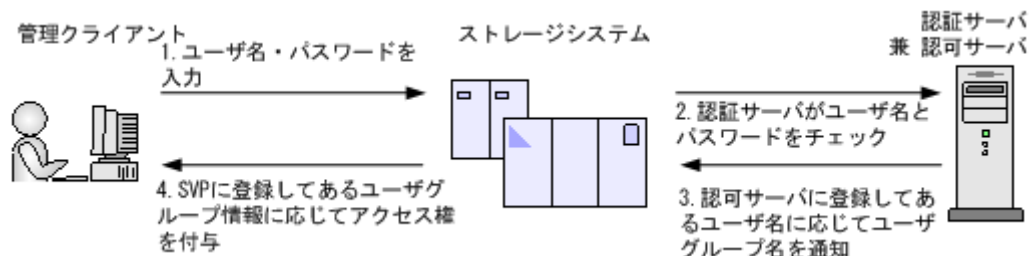 管理クライアント
1. ユーザ名・パスワードを
入力
ストレージシステム
認証サーバ
兼 認可サーバ
2. 認証サーバがユーザ名と
パスワードをチェック
4. SVPに登録してあるユーザグ
ループ情報に応じてアクセス権
を付与
3. 認可サーバに登録してあ
るユーザ名に応じてユーザ
グループ名を通知